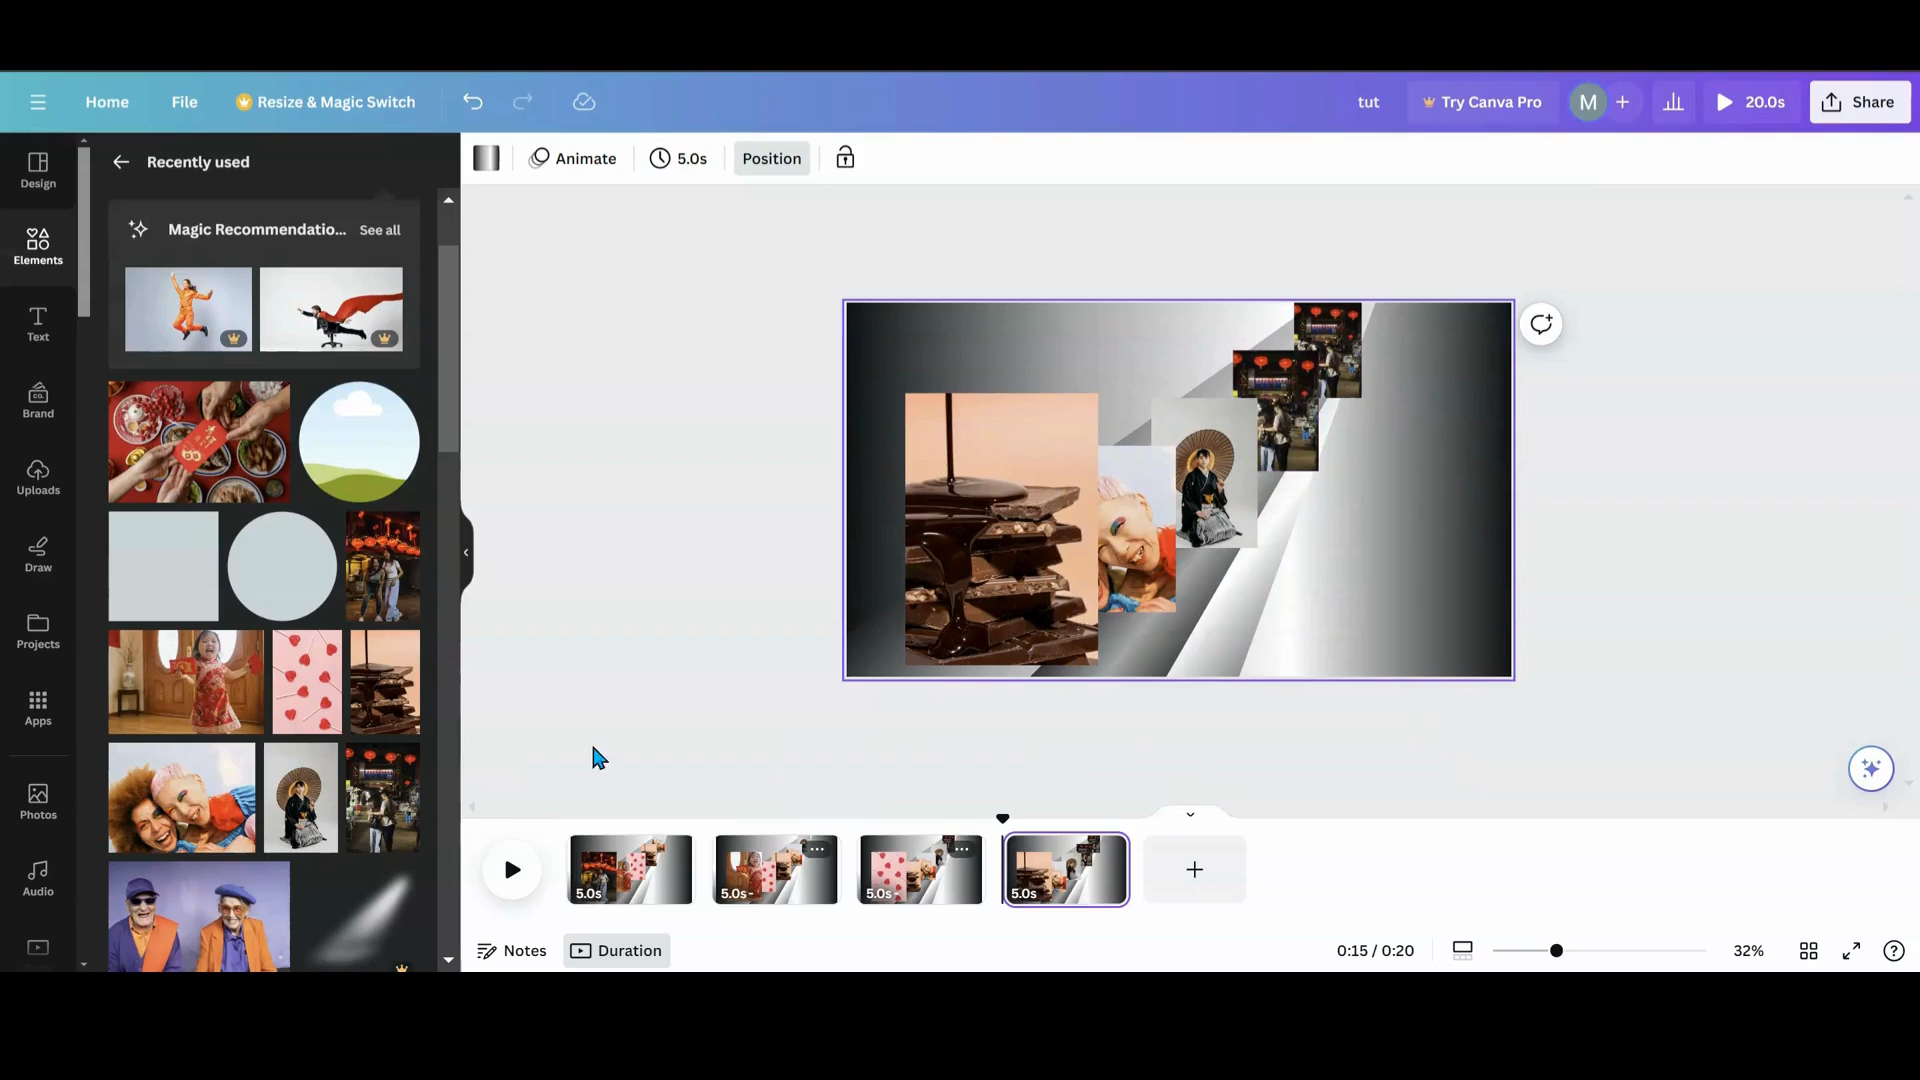 Home File Resize & Magic Switch tut Try Canva Pro M + 20.0s Share
Design
Elements
Text
Brand
Uploads
Draw
Projects
Apps
Photos
Audio
Recently used
Magic Recommendatio... See all
Animate 5.0s Position
5.0s 5.0s 5.0s 5.0s
Notes Duration 0:15 / 0:20 32%